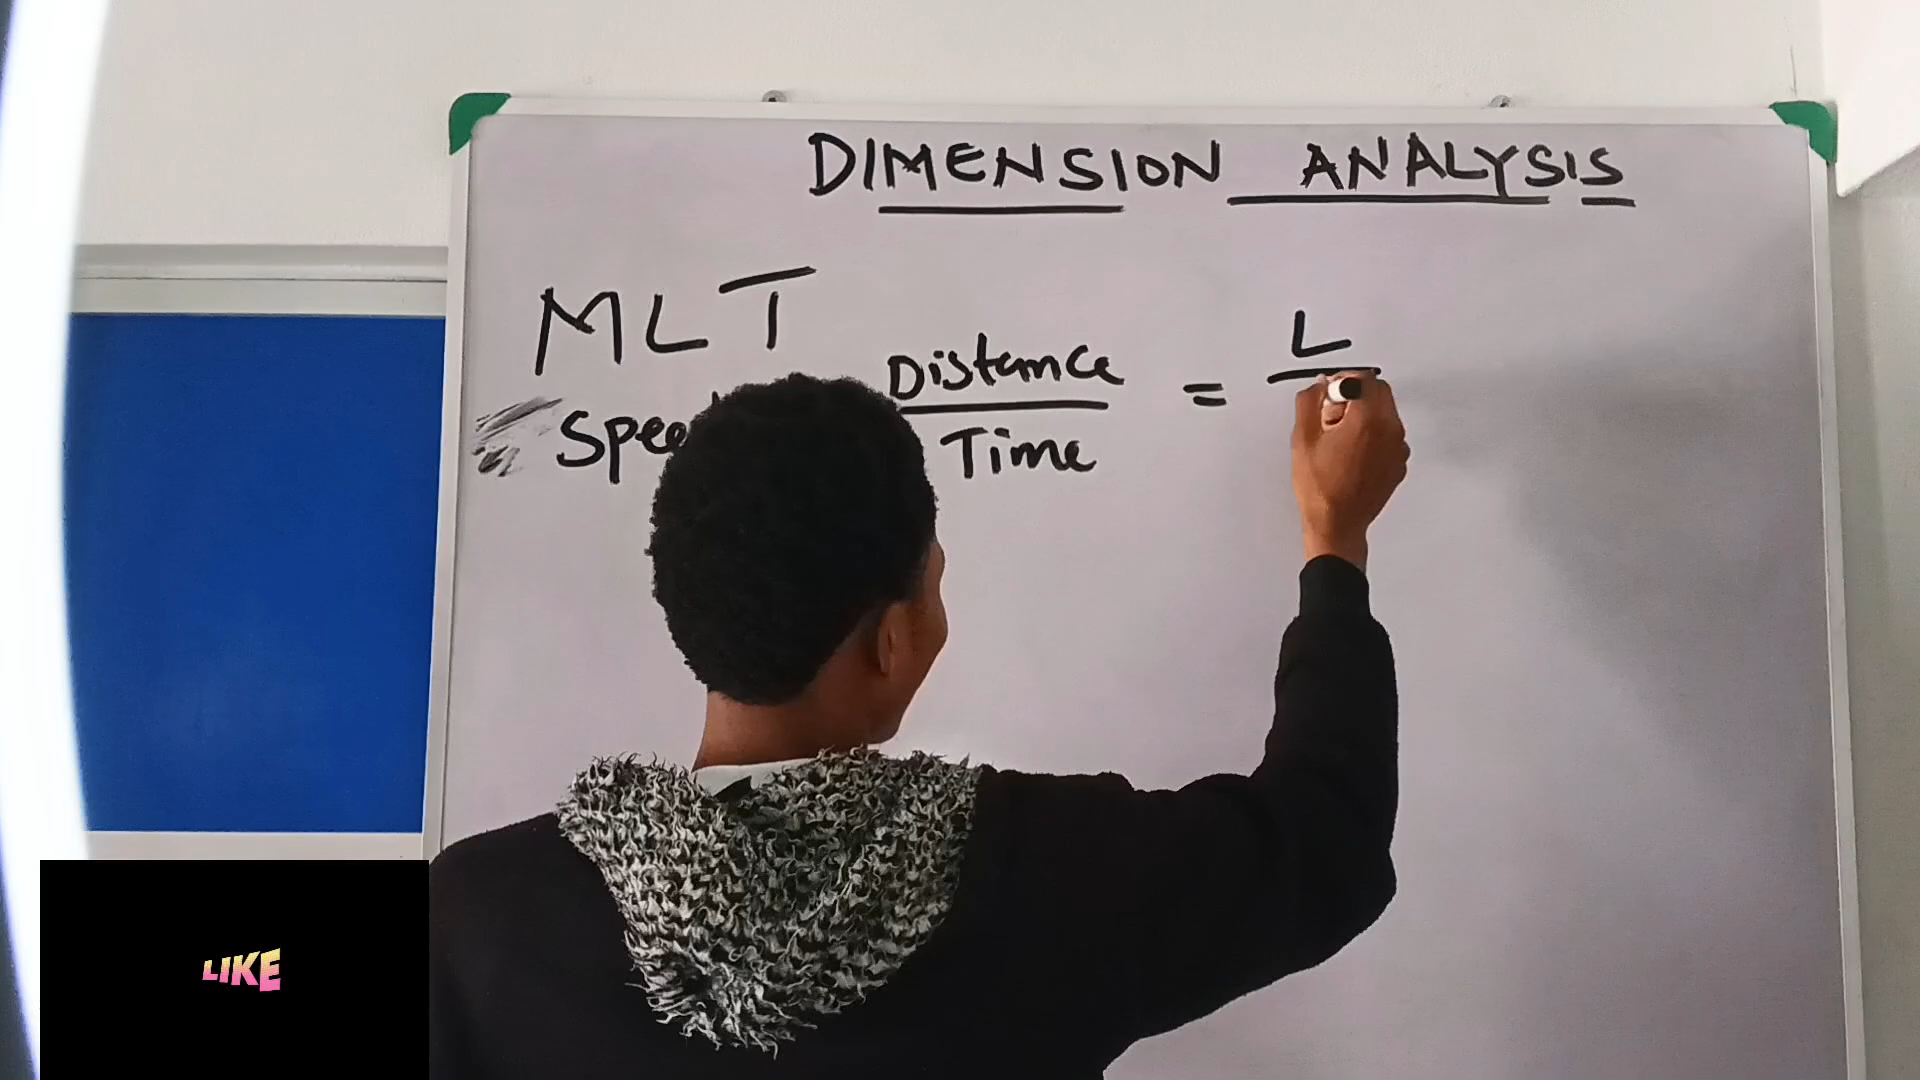 DIMENSION ANALYSIS
MLT
Distance
= L
Time
LIKE